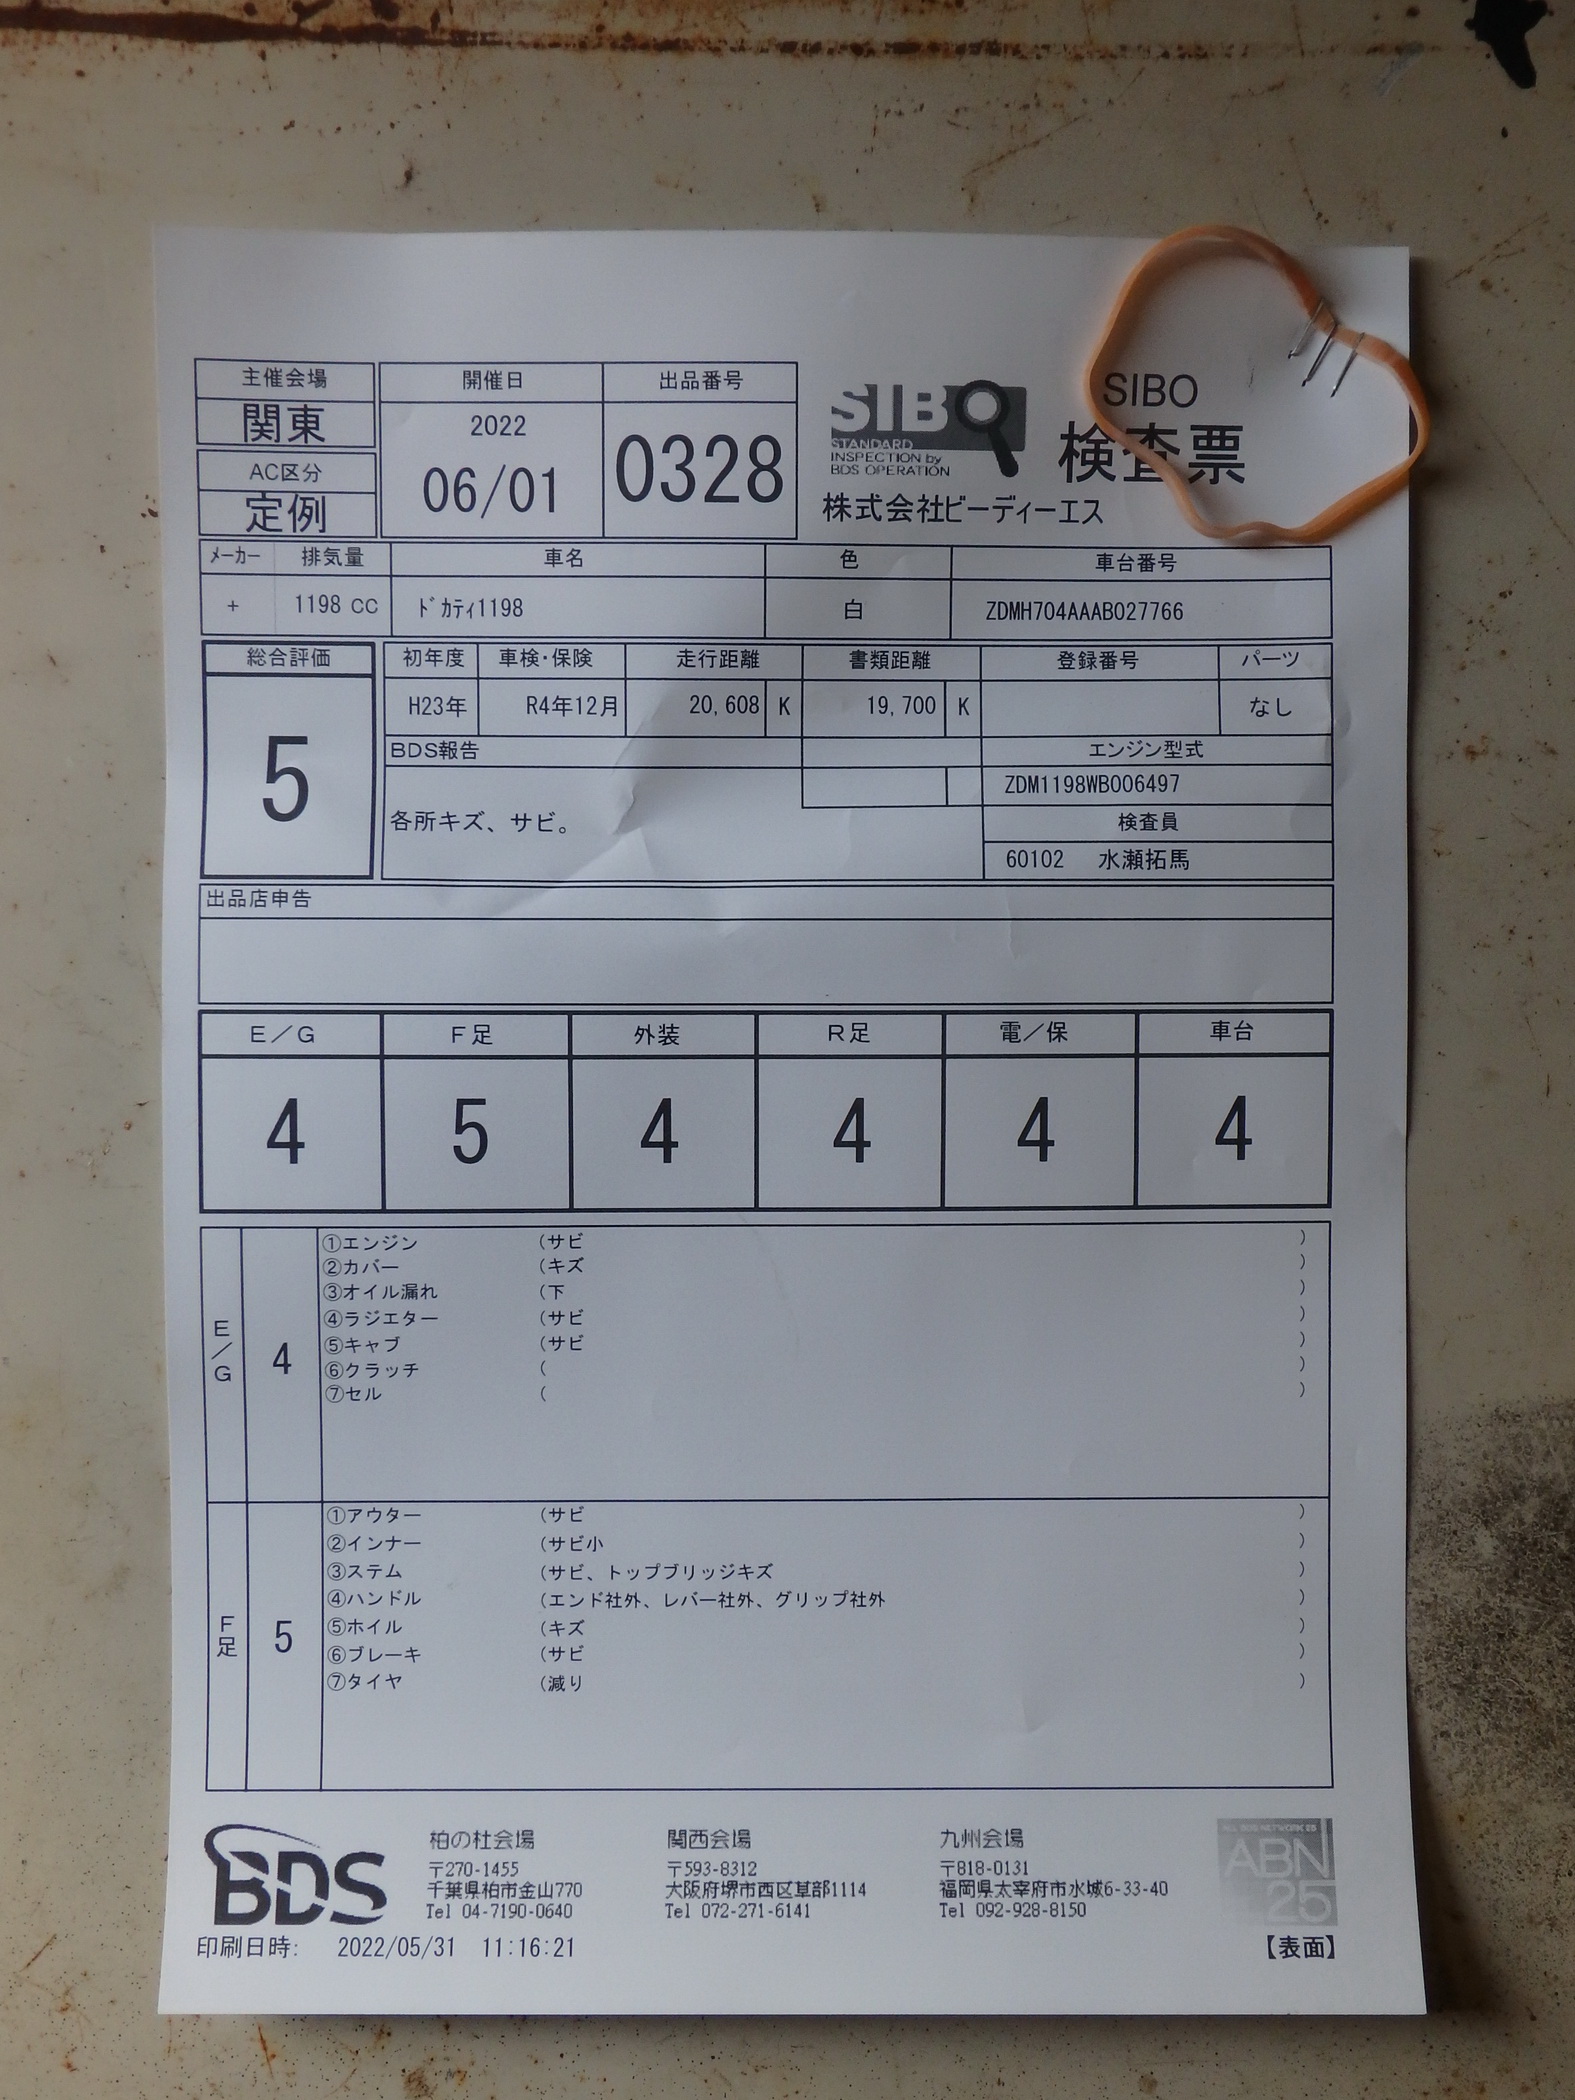 主催会場
関東
AC区分
定例
開催日
2022
06/01
出品番号
0328
SIBO
STANDARD
INSPECTION by
BDS OPERATION
SIBO
検査票
株式会社ビーディーエス
メーカー 排気量 車名 色 車台番号
+ 1198 CC ドカティ1198 白 ZDMH704AAAB027766
総合評価
5
初年度 車検・保険 走行距離 書類距離 登録番号 パーツ
H23年 R4年12月 20,608 K 19,700 K なし
BDS報告
各所キズ、サビ。
エンジン型式
ZDM1198WB006497
検査員
60102 水瀬拓馬
出品店申告
E/G F足 外装 R足 電/保 車台
4 5 4 4 4 4
E/G
4
①エンジン (サビ )
②カバー (キズ )
③オイル漏れ (下 )
④ラジエター (サビ )
⑤キャブ (サビ )
⑥クラッチ ( )
⑦セル ( )
F足
5
①アウター (サビ )
②インナー (サビ小 )
③ステム (サビ、トップブリッジキズ )
④ハンドル (エンド社外、レバー社外、グリップ社外 )
⑤ホイル (キズ )
⑥ブレーキ (サビ )
⑦タイヤ (減り )
BDS
柏の杜会場
〒270-1455
千葉県柏市金山770
Tel 04-7190-0640
関西会場
〒593-8312
大阪府堺市西区草部1114
Tel 072-271-6141
九州会場
〒818-0131
福岡県太宰府市水城6-33-40
Tel 092-928-8150
ALL BDS NETWORK 25
ABN
25
印刷日時: 2022/05/31 11:16:21
【表面】